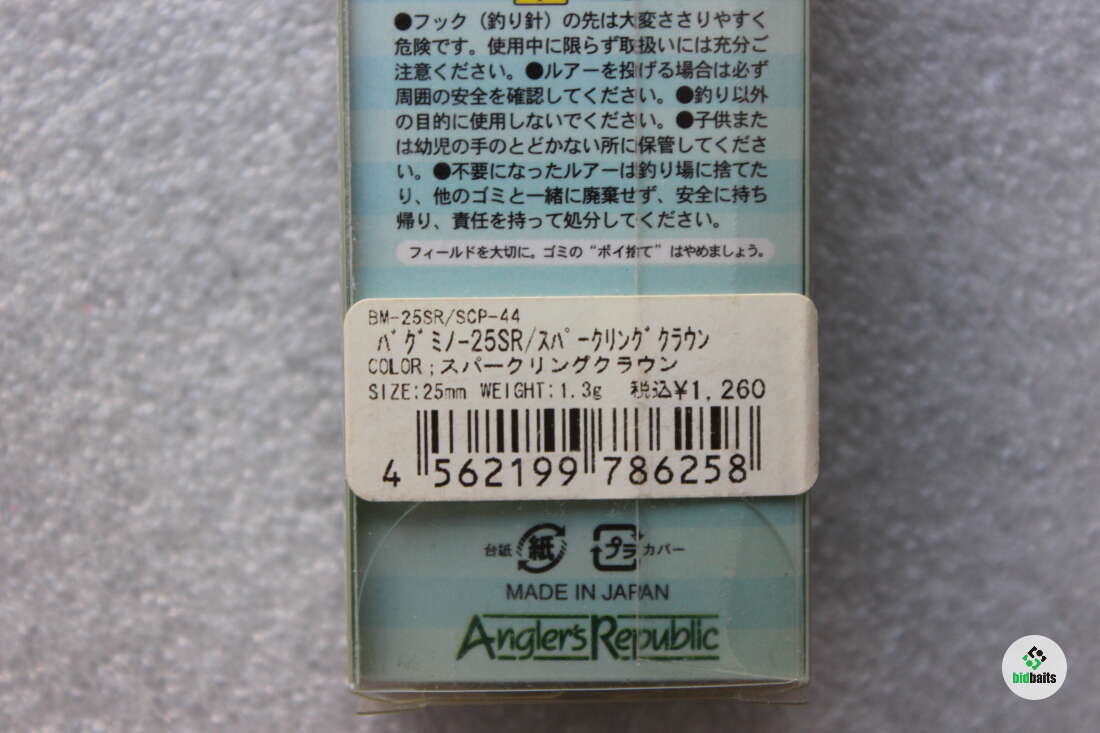 ●フック（釣り針）の先は大変ささりやすく
危険です。使用中に限らず取扱いには充分ご
注意ください。●ルアーを投げる場合は必ず
周囲の安全を確認してください。●釣り以外
の目的に使用しないでください。●子供また
は幼児の手のとどかない所に保管してくださ
い。●不要になったルアーは釣り場に捨てた
り、他のゴミと一緒に廃棄せず、安全に持ち
帰り、責任を持って処分してください。
フィールドを大切に。ゴミの“ポイ捨て”はやめましょう。
BM-25SR/SCP-44
バグミノー25SR/スパークリングクラウン
COLOR;スパークリングクラウン
SIZE:25mm WEIGHT:1.3g 税込¥1,260
4 562199 786258
台紙 紙 プラ カバー
MADE IN JAPAN
Angler's Republic
bidbaits